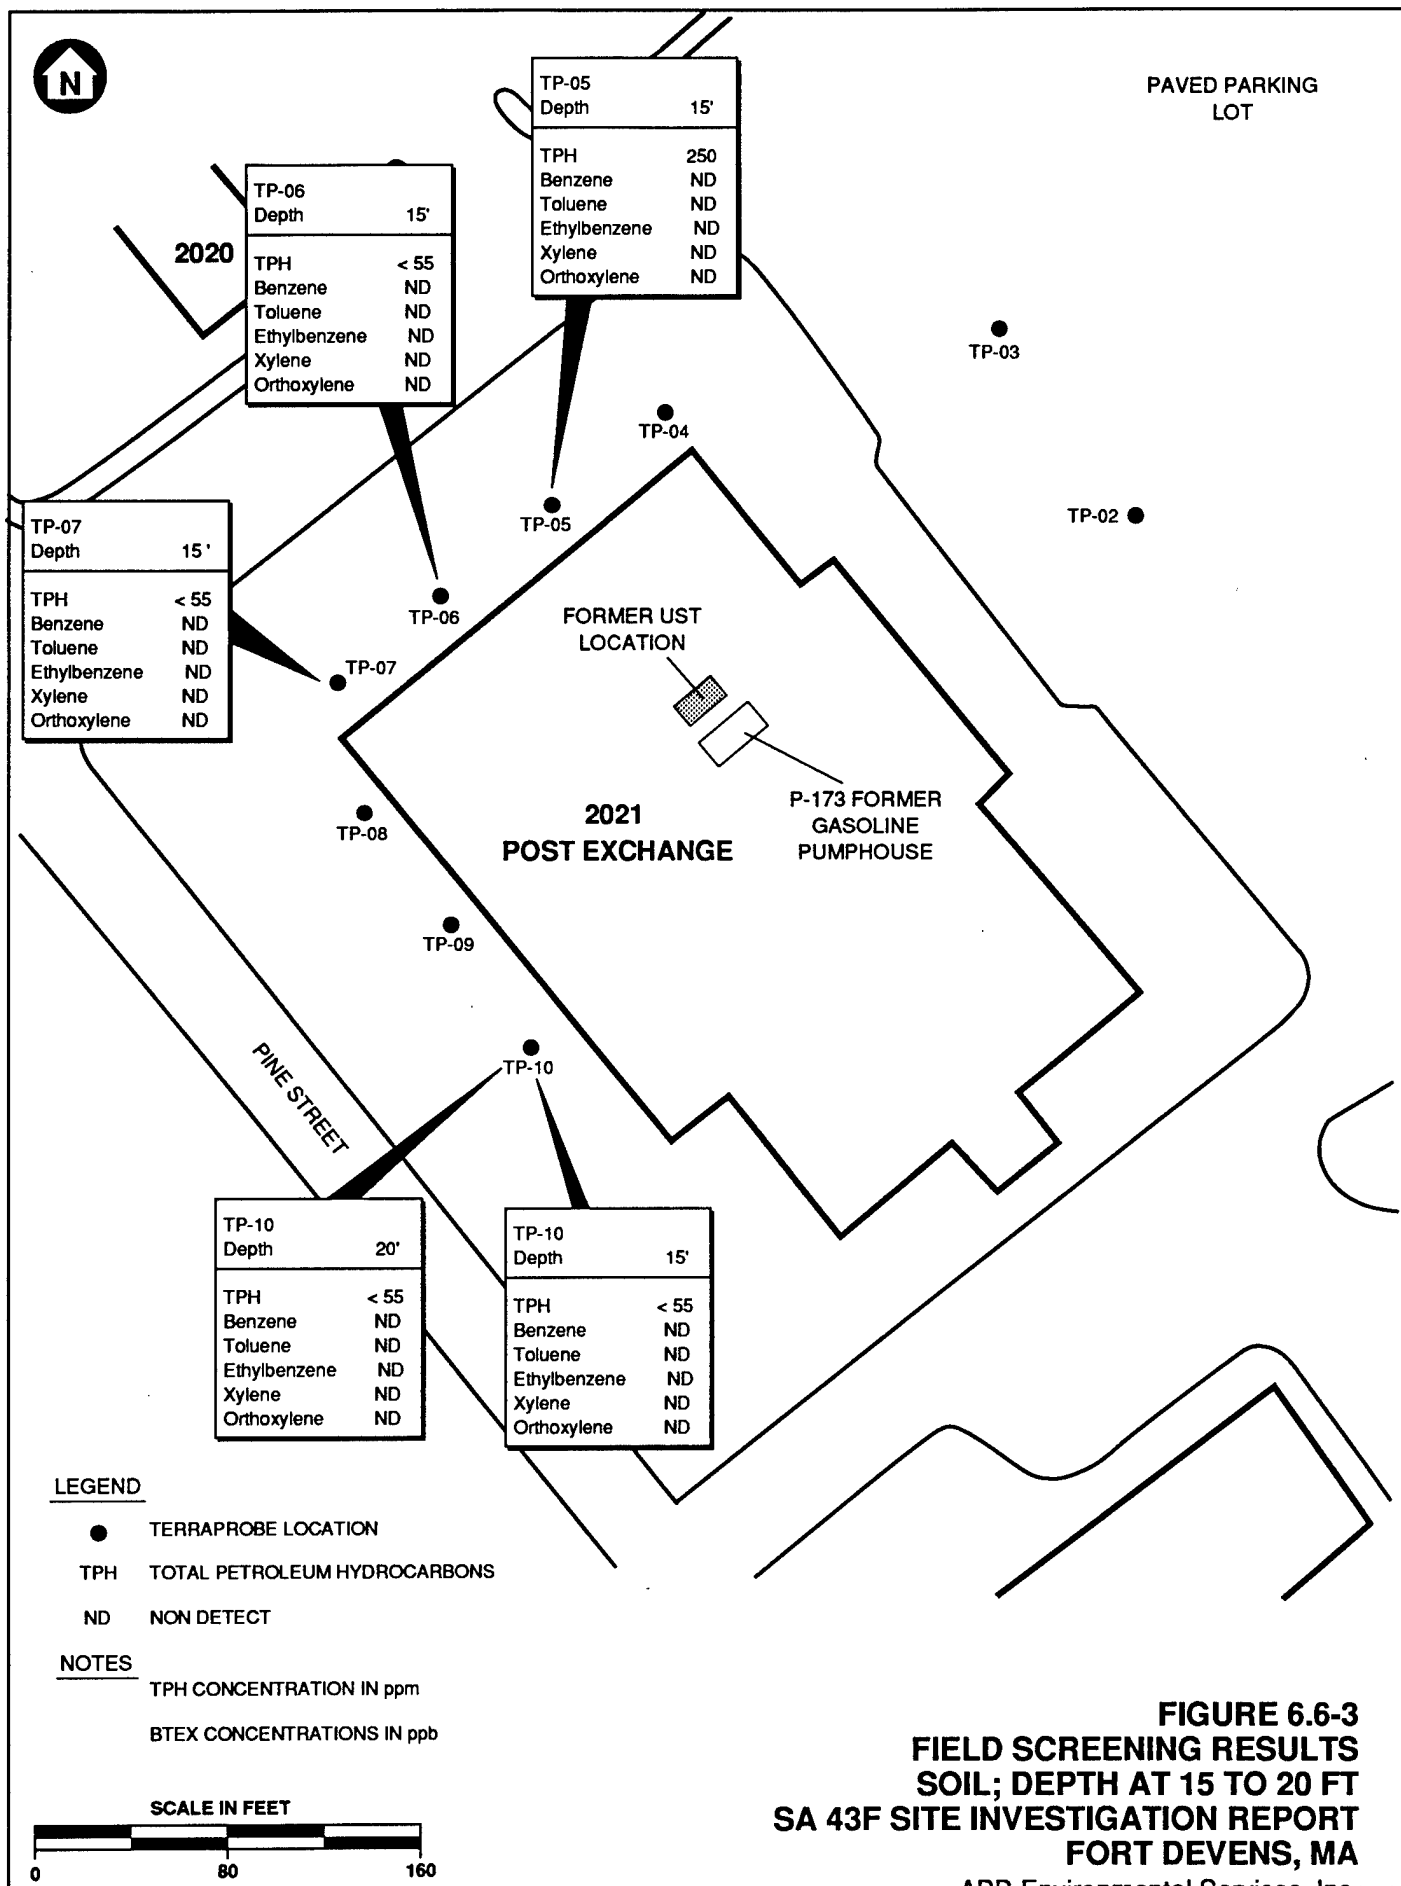 N
PAVED PARKING
LOT
TP-05
Depth 15'
TPH 250
Benzene ND
Toluene ND
Ethylbenzene ND
Xylene ND
Orthoxylene ND
TP-06
Depth 15'
TPH < 55
Benzene ND
Toluene ND
Ethylbenzene ND
Xylene ND
Orthoxylene ND
2020
TP-03
TP-04
TP-02
TP-05
TP-07
Depth 15 '
TPH < 55
Benzene ND
Toluene ND
Ethylbenzene ND
Xylene ND
Orthoxylene ND
TP-06
FORMER UST
LOCATION
TP-07
P-173 FORMER
GASOLINE
PUMPHOUSE
2021
POST EXCHANGE
TP-08
TP-09
TP-10
PINE STREET
TP-10
Depth 20'
TPH < 55
Benzene ND
Toluene ND
Ethylbenzene ND
Xylene ND
Orthoxylene ND
TP-10
Depth 15'
TPH < 55
Benzene ND
Toluene ND
Ethylbenzene ND
Xylene ND
Orthoxylene ND
LEGEND
TERRAPROBE LOCATION
TPH TOTAL PETROLEUM HYDROCARBONS
ND NON DETECT
NOTES
TPH CONCENTRATION IN ppm
BTEX CONCENTRATIONS IN ppb
SCALE IN FEET
0 80 160
FIGURE 6.6-3
FIELD SCREENING RESULTS
SOIL; DEPTH AT 15 TO 20 FT
SA 43F SITE INVESTIGATION REPORT
FORT DEVENS, MA
ABB Environmental Services, Inc.